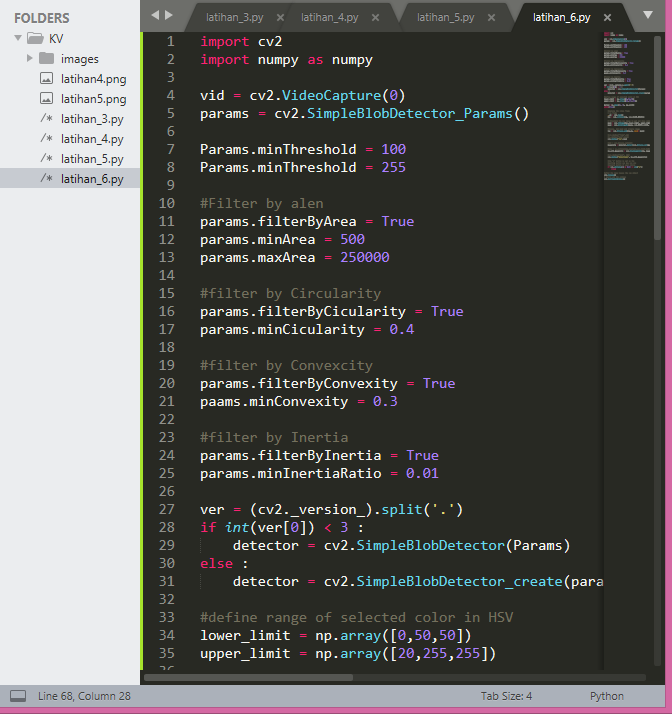 FOLDERS
KV
images
latihan4.png
latihan5.png
/* latihan_3.py
/* latihan_4.py
/* latihan_5.py
/* latihan_6.py
latihan_3.py × latihan_4.py × latihan_5.py × latihan_6.py ×
1 import cv2
2 import numpy as numpy
3
4 vid = cv2.VideoCapture(0)
5 params = cv2.SimpleBlobDetector_Params()
6
7 Params.minThreshold = 100
8 Params.minThreshold = 255
9
10 #Filter by alen
11 params.filterByArea = True
12 params.minArea = 500
13 params.maxArea = 250000
14
15 #filter by Circularity
16 params.filterByCicularity = True
17 params.minCicularity = 0.4
18
19 #filter by Convexcity
20 params.filterByConvexity = True
21 paams.minConvexity = 0.3
22
23 #filter by Inertia
24 params.filterByInertia = True
25 params.minInertiaRatio = 0.01
26
27 ver = (cv2._version_).split('.')
28 if int(ver[0]) < 3 :
29 detector = cv2.SimpleBlobDetector(Params)
30 else :
31 detector = cv2.SimpleBlobDetector_create(para
32
33 #define range of selected color in HSV
34 lower_limit = np.array([0,50,50])
35 upper_limit = np.array([20,255,255])
Line 68, Column 28
Tab Size: 4
Python